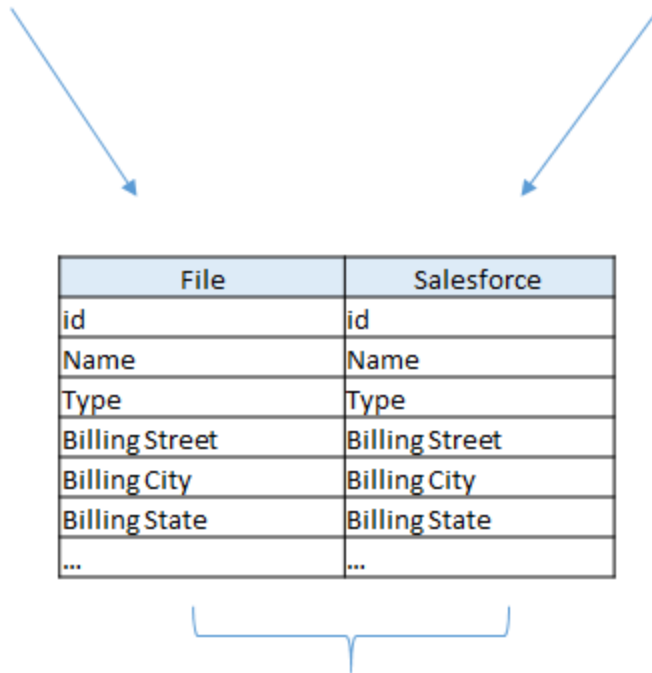 File Salesforce
id id
Name Name
Type Type
Billing Street Billing Street
Billing City Billing City
Billing State Billing State
... ...